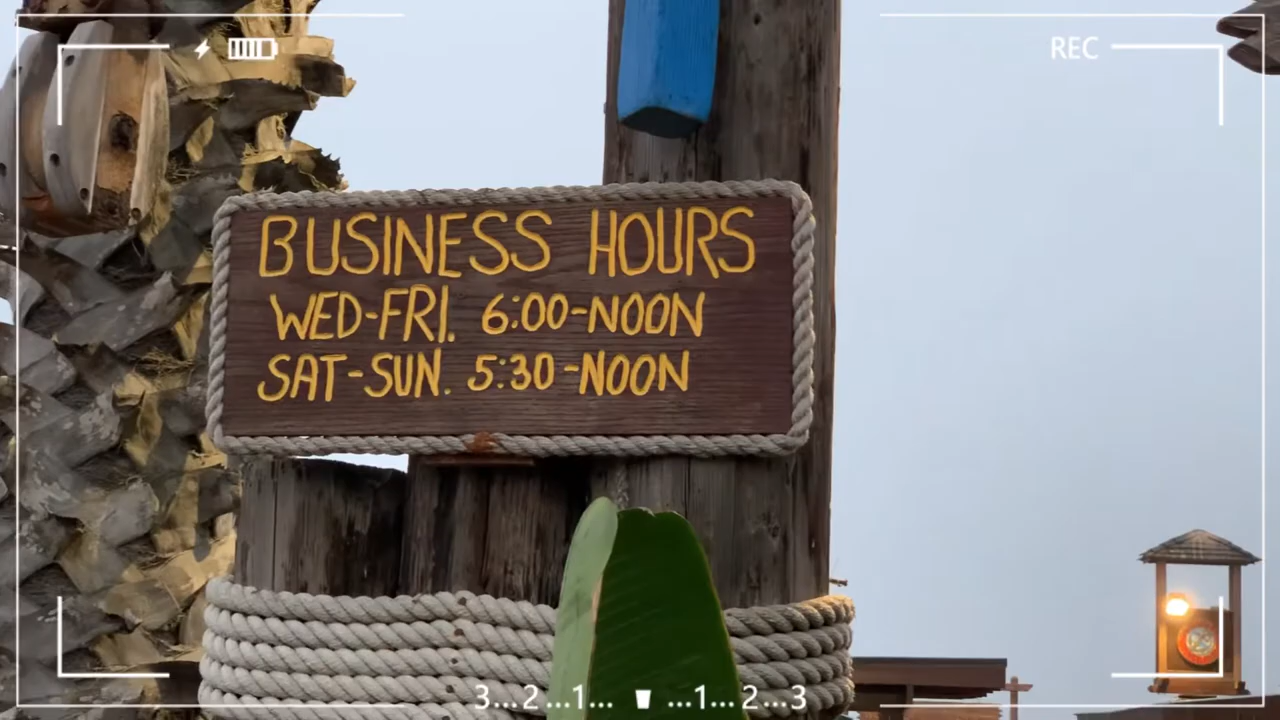 REC
BUSINESS HOURS
WED-FRI. 6:00-NOON
SAT-SUN. 5:30-NOON
3...2...1... ...1...2...3